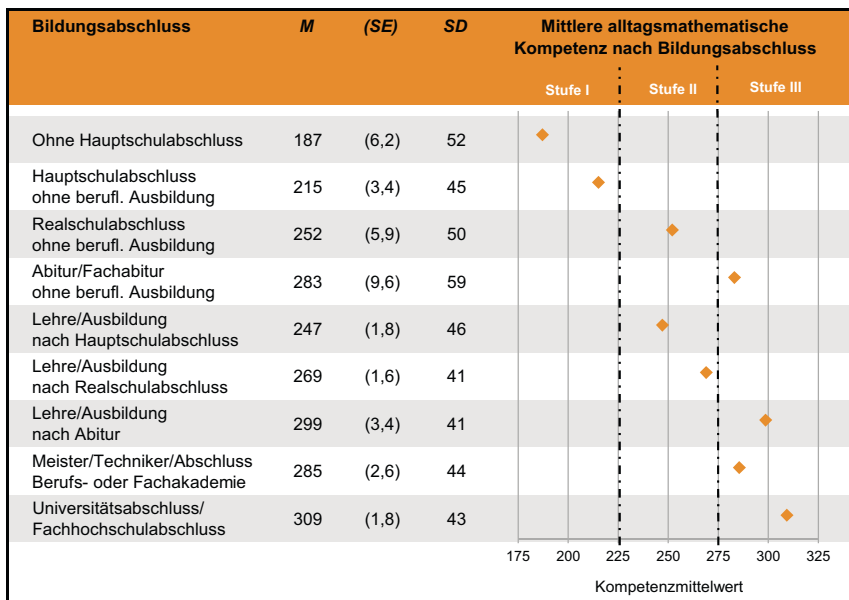 Bildungsabschluss M (SE) SD Mittlere alltagsmathematische
Kompetenz nach Bildungsabschluss
Stufe I Stufe II Stufe III
Ohne Hauptschulabschluss 187 (6,2) 52
Hauptschulabschluss
ohne berufl. Ausbildung 215 (3,4) 45
Realschulabschluss
ohne berufl. Ausbildung 252 (5,9) 50
Abitur/Fachabitur
ohne berufl. Ausbildung 283 (9,6) 59
Lehre/Ausbildung
nach Hauptschulabschluss 247 (1,8) 46
Lehre/Ausbildung
nach Realschulabschluss 269 (1,6) 41
Lehre/Ausbildung
nach Abitur 299 (3,4) 41
Meister/Techniker/Abschluss
Berufs- oder Fachakademie 285 (2,6) 44
Universitätsabschluss/
Fachhochschulabschluss 309 (1,8) 43
175 200 225 250 275 300 325
Kompetenzmittelwert